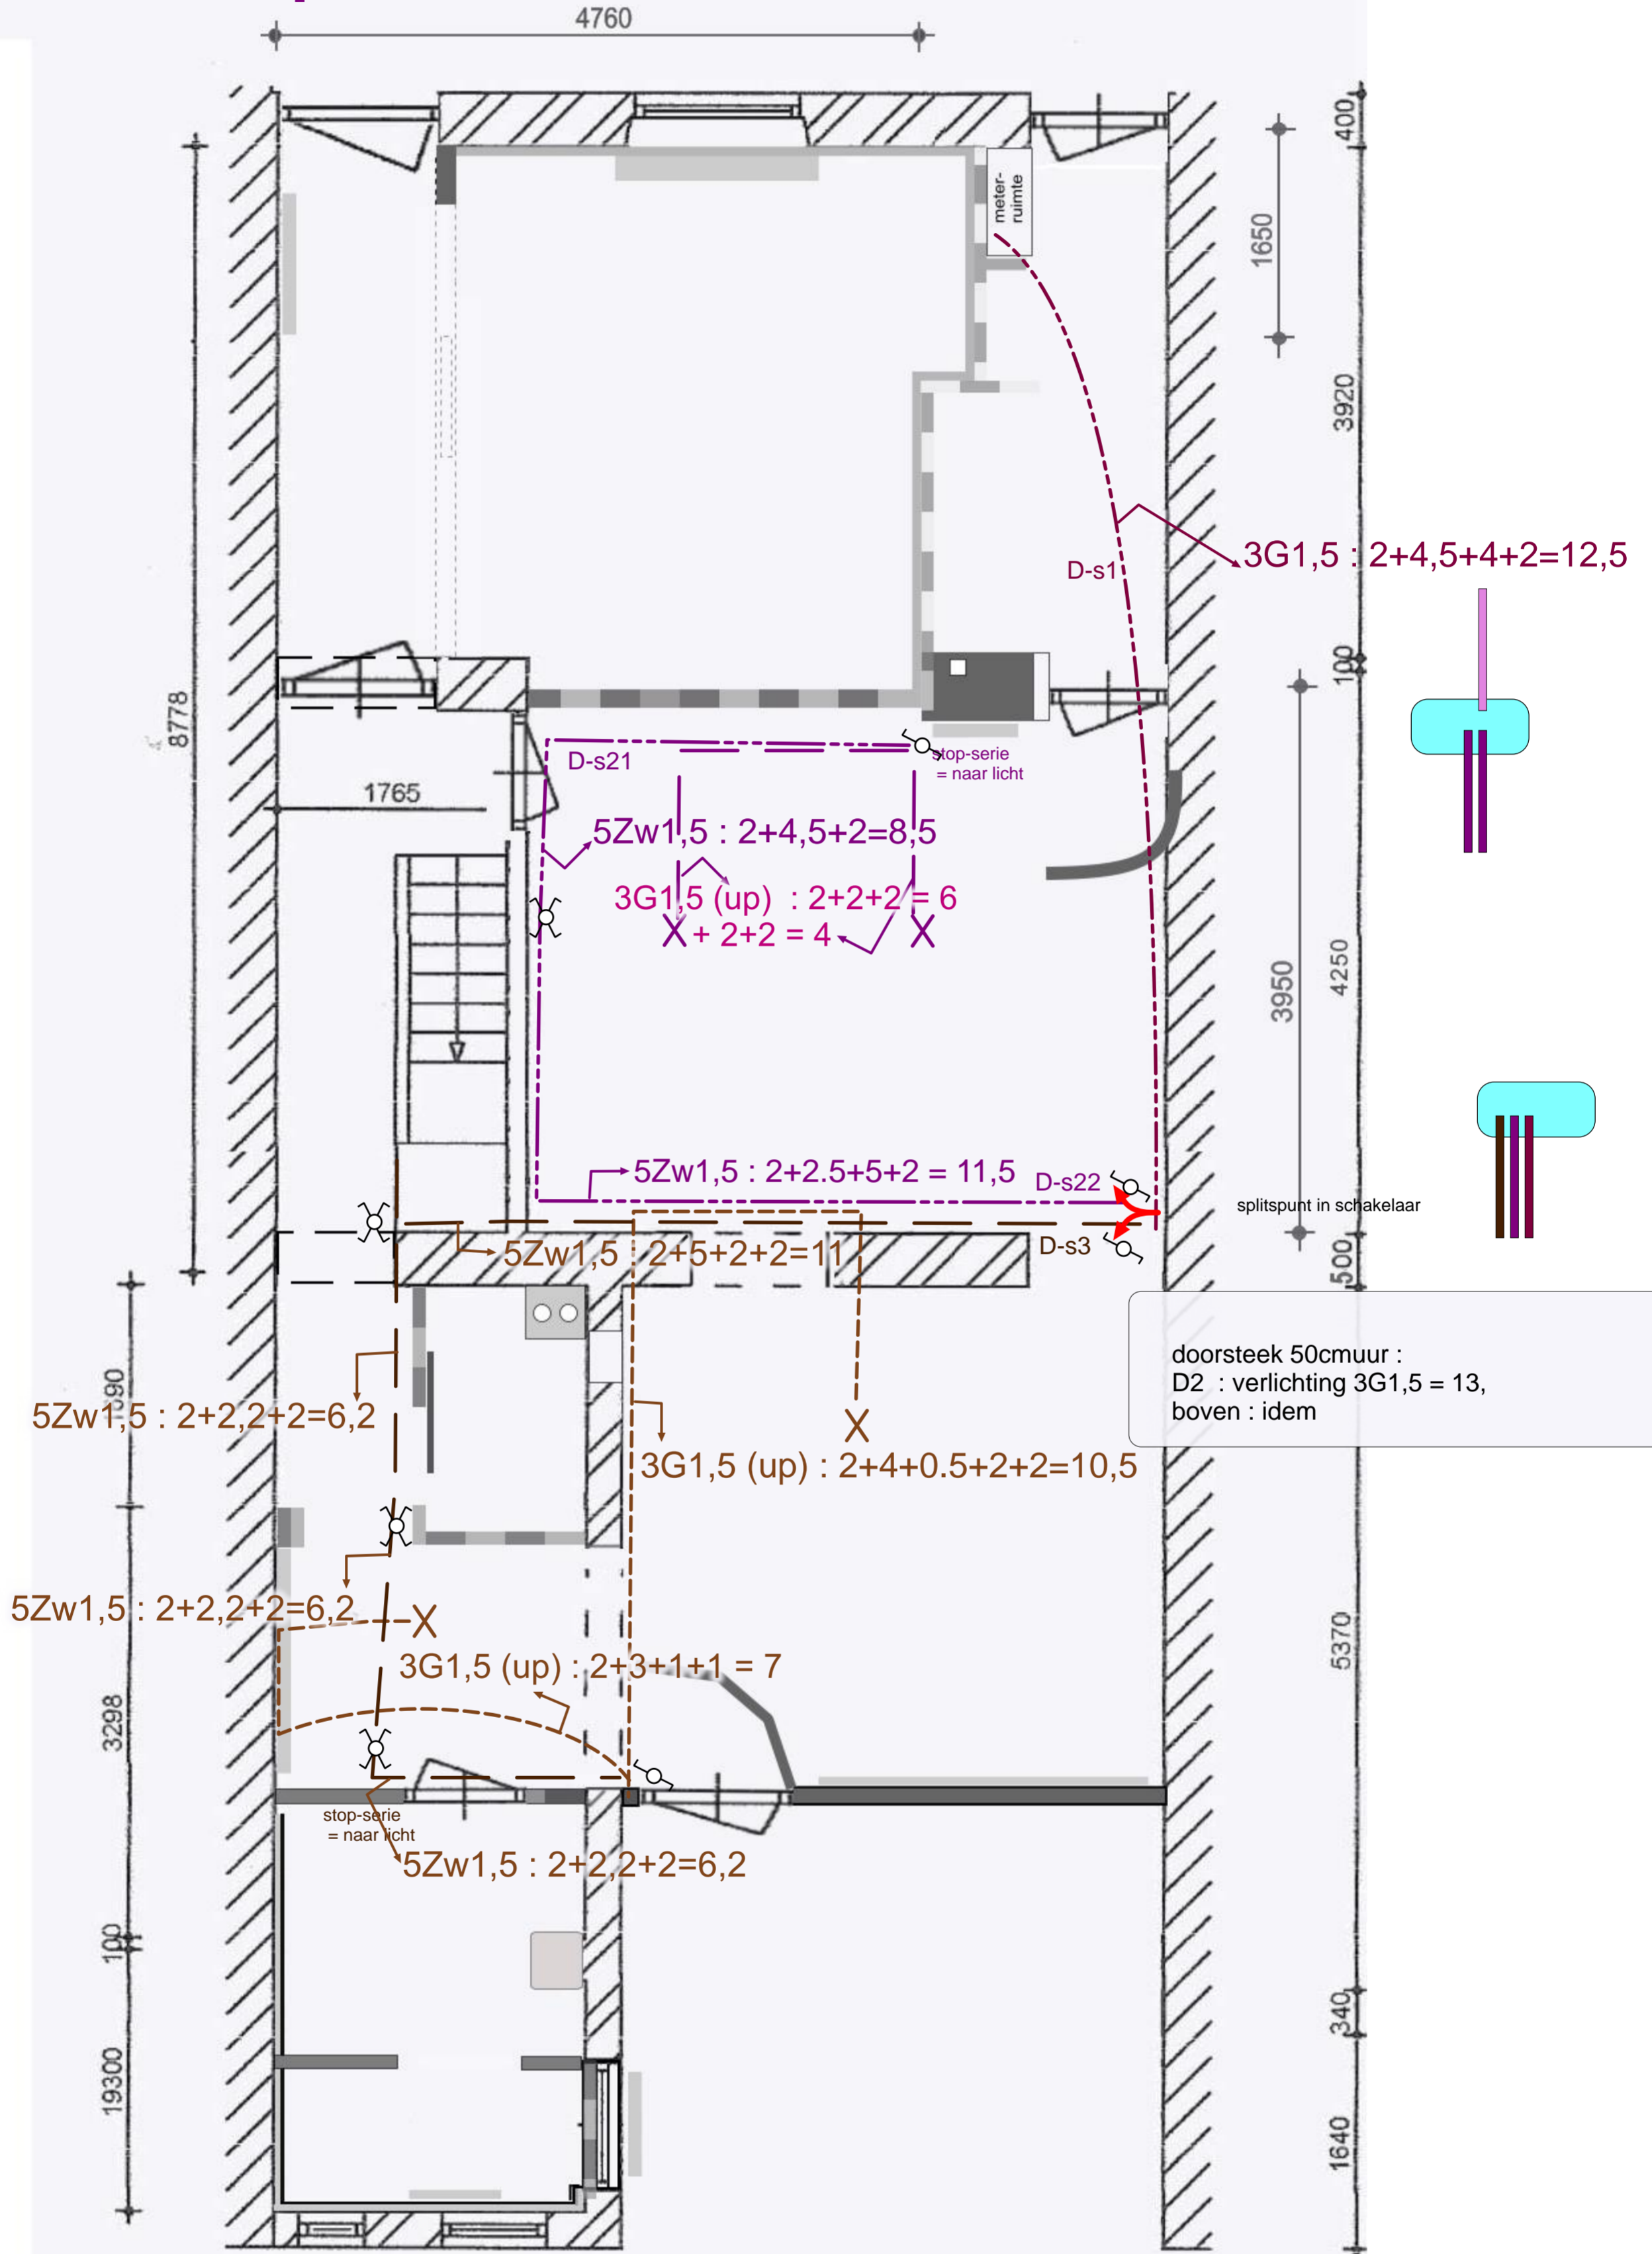 4760
400
meter-
ruimte
1650
3920
3G1,5 : 2+4,5+4+2=12,5
D-s1
100
8778
stop-serie
= naar licht
D-s21
1765
5Zw1,5 : 2+4,5+2=8,5
3G1,5 (up) : 2+2+2 = 6
X + 2+2 = 4 X
4250
3950
5Zw1,5 : 2+2.5+5+2 = 11,5
D-s22
splitspunt in schakelaar
5Zw1,5 : 2+5+2+2=11
D-s3
500
doorsteek 50cmuur :
D2 : verlichting 3G1,5 = 13,
boven : idem
5Zw1,5 : 2+2,2+2=6,2
X
3G1,5 (up) : 2+4+0.5+2+2=10,5
5Zw1,5 : 2+2,2+2=6,2
X
5370
3G1,5 (up) : 2+3+1+1 = 7
3298
stop-serie
= naar licht
5Zw1,5 : 2+2,2+2=6,2
100
340
19300
1640